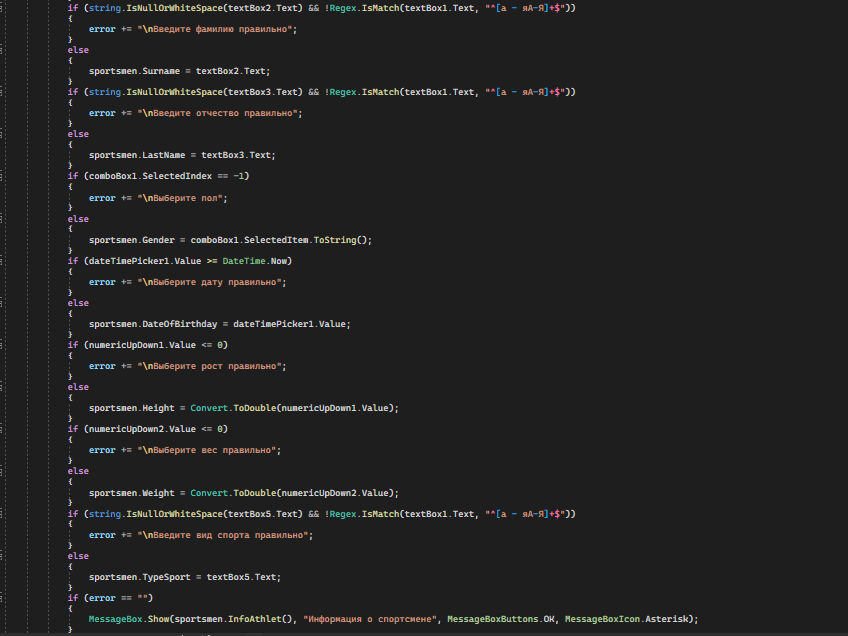 if (string.IsNullOrWhiteSpace(textBox2.Text) && !Regex.IsMatch(textBox1.Text, "^[а - яА-Я]+$"))
{
error += "\nВведите фамилию правильно";
}
else
{
sportsmen.Surname = textBox2.Text;
}
if (string.IsNullOrWhiteSpace(textBox3.Text) && !Regex.IsMatch(textBox1.Text, "^[а - яА-Я]+$"))
{
error += "\nВведите отчество правильно";
}
else
{
sportsmen.LastName = textBox3.Text;
}
if (comboBox1.SelectedIndex == -1)
{
error += "\nВыберите пол";
}
else
{
sportsmen.Gender = comboBox1.SelectedItem.ToString();
}
if (dateTimePicker1.Value >= DateTime.Now)
{
error += "\nВыберите дату правильно";
}
else
{
sportsmen.DateOfBirthday = dateTimePicker1.Value;
}
if (numericUpDown1.Value <= 0)
{
error += "\nВыберите рост правильно";
}
else
{
sportsmen.Height = Convert.ToDouble(numericUpDown1.Value);
}
if (numericUpDown2.Value <= 0)
{
error += "\nВыберите вес правильно";
}
else
{
sportsmen.Weight = Convert.ToDouble(numericUpDown2.Value);
}
if (string.IsNullOrWhiteSpace(textBox5.Text) && !Regex.IsMatch(textBox1.Text, "^[а - яА-Я]+$"))
{
error += "\nВведите вид спорта правильно";
}
else
{
sportsmen.TypeSport = textBox5.Text;
}
if (error == "")
{
MessageBox.Show(sportsmen.InfoAthlet(), "Информация о спортсмене", MessageBoxButtons.OK, MessageBoxIcon.Asterisk);
}